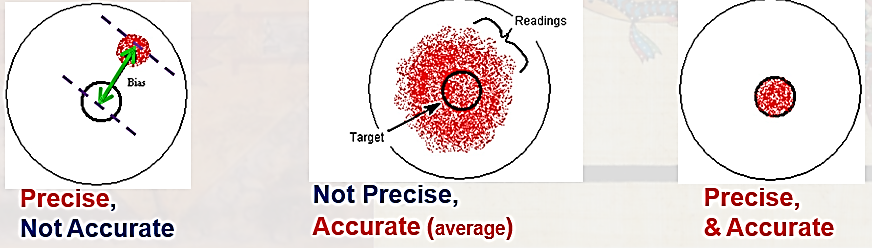 Bias
Precise,
Not Accurate
Readings
Target
Not Precise,
Accurate (average)
Precise,
& Accurate